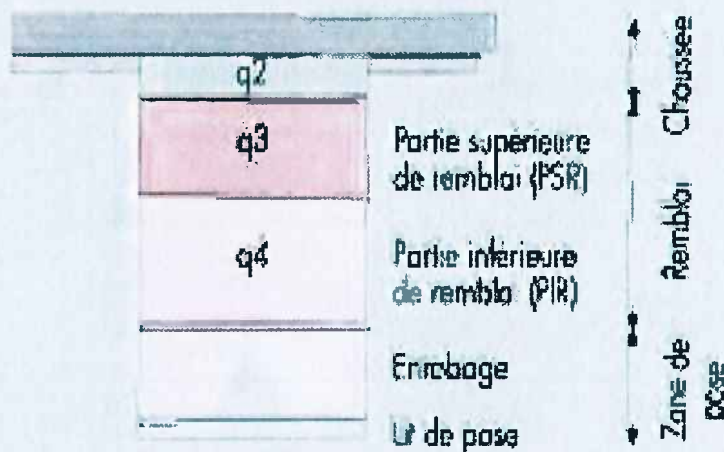 q2
q3
Partie supérieure
de remblai (PSR)
q4
Partie inférieure
de remblai (PIR)
Enrobage
Lit de pose
Chaussée
Remblai
Zone de
pose